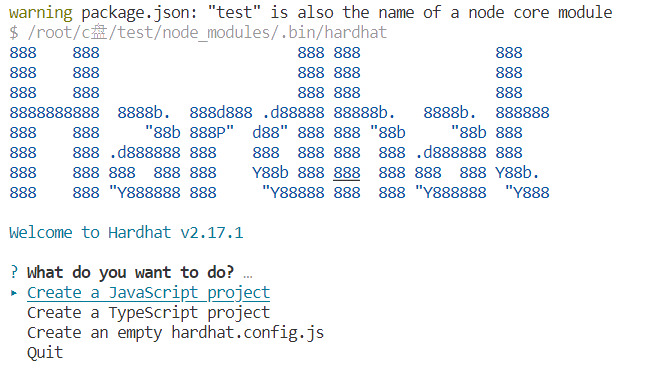 warning package.json: "test" is also the name of a node core module
$ /root/c盘/test/node_modules/.bin/hardhat
888    888                      888 888               888
888    888                      888 888               888
888    888                      888 888               888
8888888888  8888b.  888d888 .d88888 88888b.   8888b.  888888
888    888     "88b 888P"  d88" 888 888 "88b     "88b 888
888    888 .d888888 888    888  888 888  888 .d888888 888
888    888 888  888 888    Y88b 888 888  888 888  888 Y88b.
888    888 "Y888888 888     "Y88888 888  888 "Y888888  "Y888
Welcome to Hardhat v2.17.1
? What do you want to do? …
▸ Create a JavaScript project
Create a TypeScript project
Create an empty hardhat.config.js
Quit